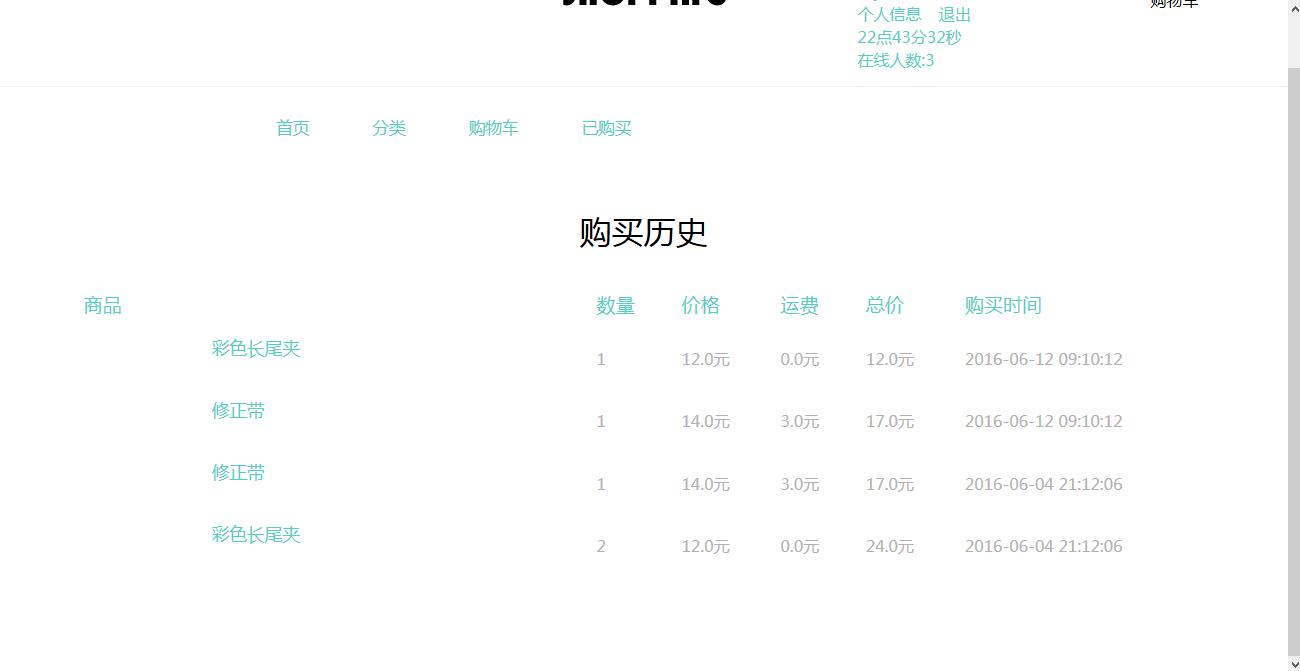 购物车
个人信息 退出
22点43分32秒
在线人数:3
首页 分类 购物车 已购买
购买历史
商品 数量 价格 运费 总价 购买时间
彩色长尾夹 1 12.0元 0.0元 12.0元 2016-06-12 09:10:12
修正带 1 14.0元 3.0元 17.0元 2016-06-12 09:10:12
修正带 1 14.0元 3.0元 17.0元 2016-06-04 21:12:06
彩色长尾夹 2 12.0元 0.0元 24.0元 2016-06-04 21:12:06